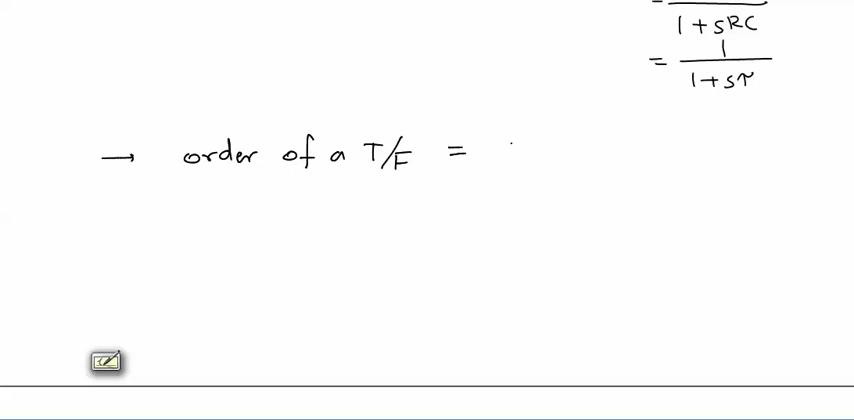 1 + sRC
= 1
1 + sτ
→ order of a T/F =